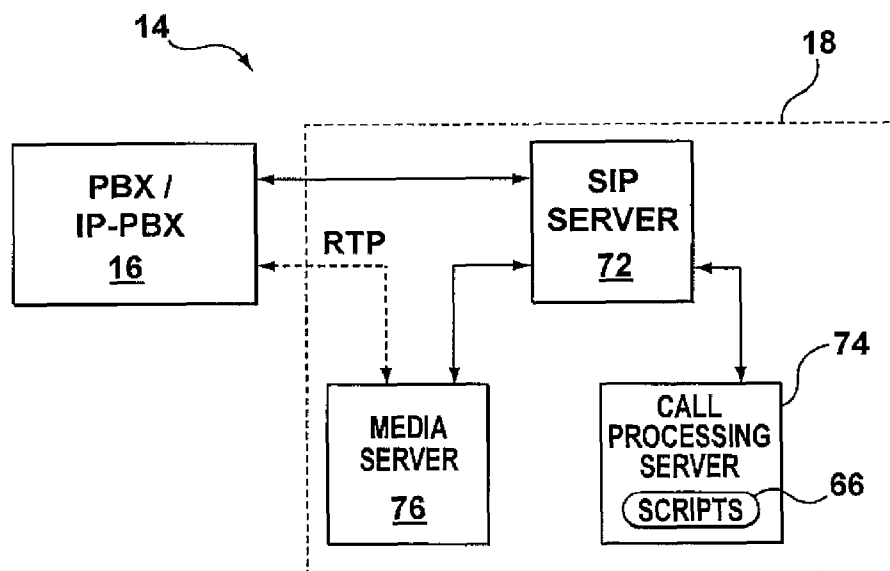 14
18
PBX /
IP-PBX
16
RTP
SIP
SERVER
72
74
MEDIA
SERVER
76
CALL
PROCESSING
SERVER
SCRIPTS
66